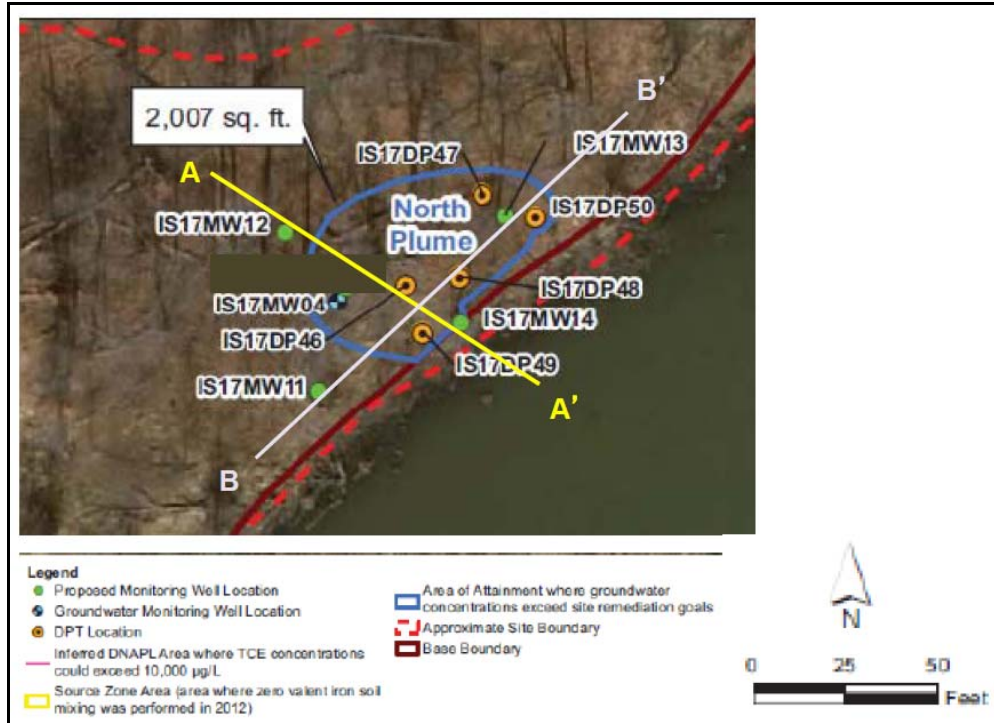 B'
2,007 sq. ft.
IS17DP47
IS17MW13
A
IS17DP50
IS17MW12
North
Plume
IS17DP48
IS17MW04
IS17MW14
IS17DP46
IS17DP49
IS17MW11
A'
B
Legend
Proposed Monitoring Well Location
Groundwater Monitoring Well Location
DPT Location
Inferred DNAPL Area where TCE concentrations
could exceed 10,000 µg/L
Source Zone Area (area where zero valent iron soil
mixing was performed in 2012)
Area of Attainment where groundwater
concentrations exceed site remediation goals
Approximate Site Boundary
Base Boundary
N
0 25 50
Feet